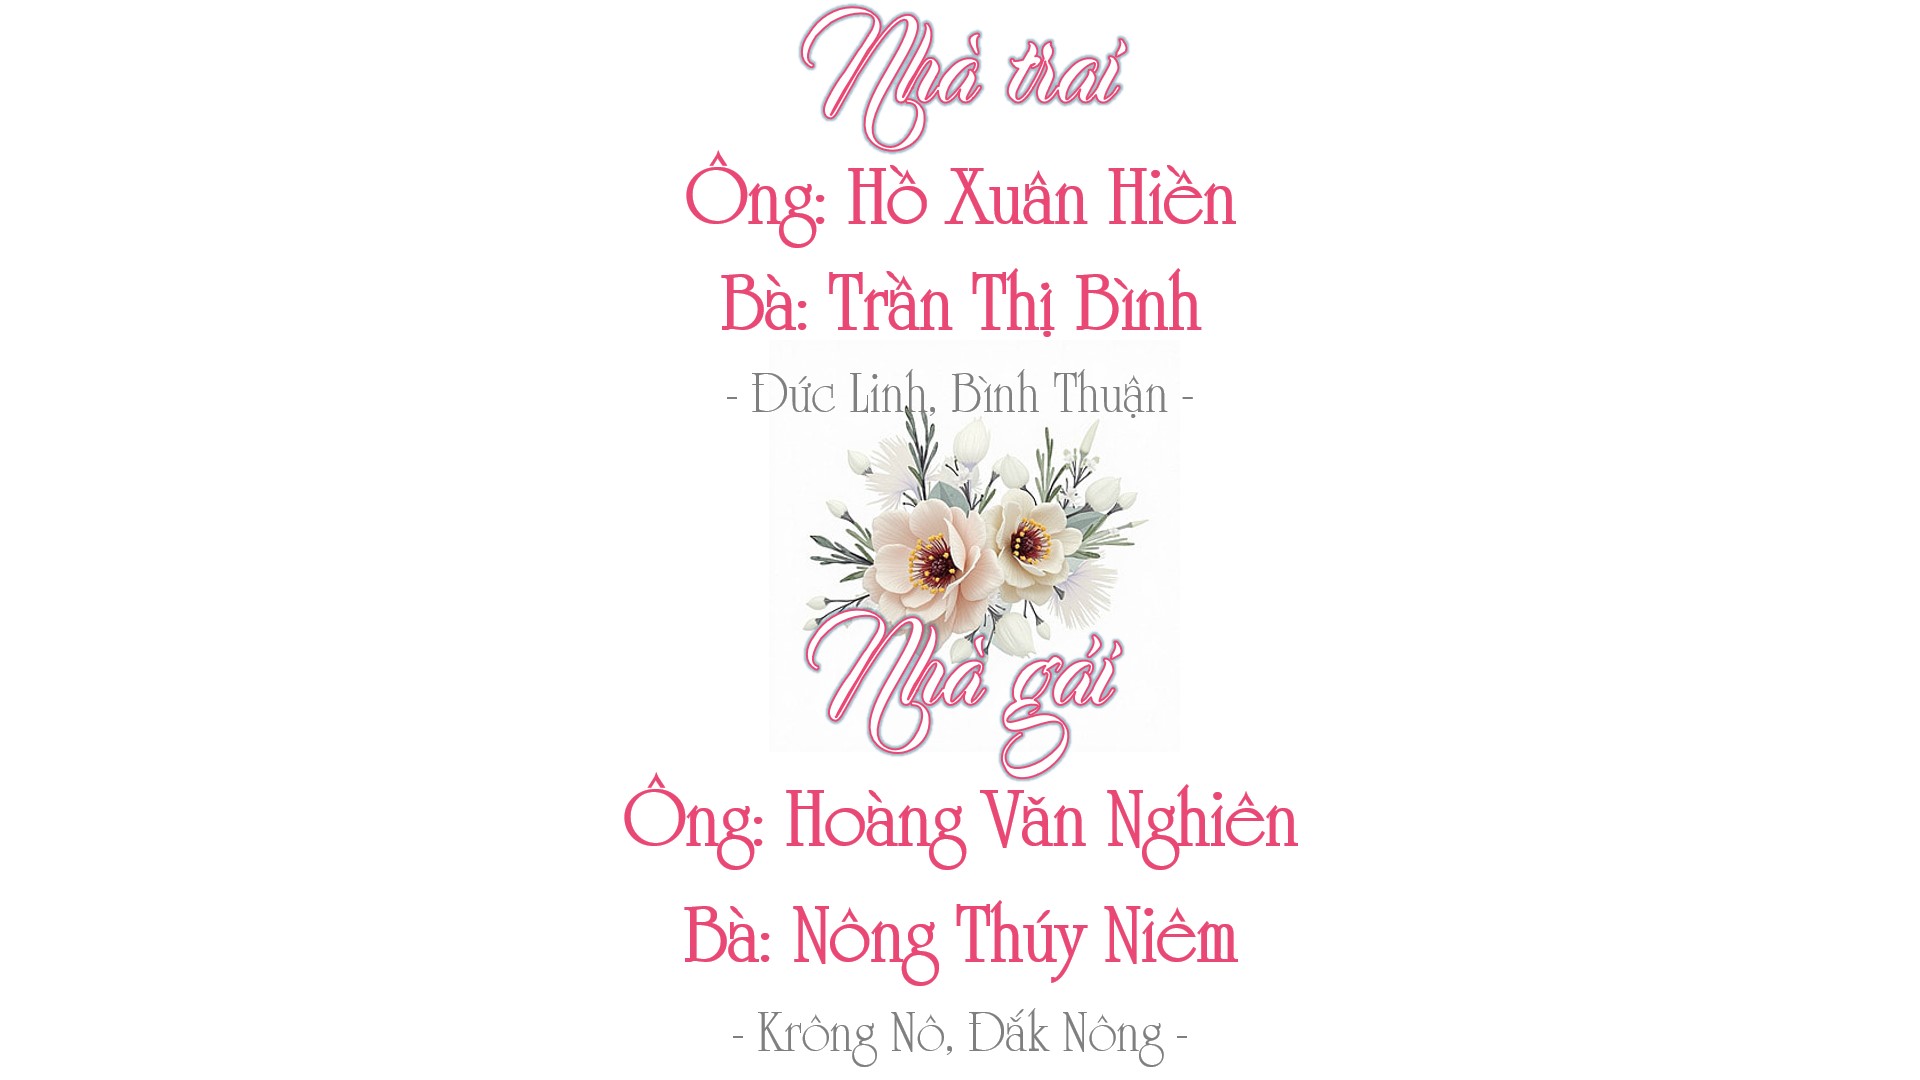 Nhà trai
Ông: Hồ Xuân Hiền
Bà: Trần Thị Bình
- Đức Linh, Bình Thuận -
Nhà gái
Ông: Hoàng Văn Nghiên
Bà: Nông Thúy Niêm
- Krông Nô, Đắk Nông -